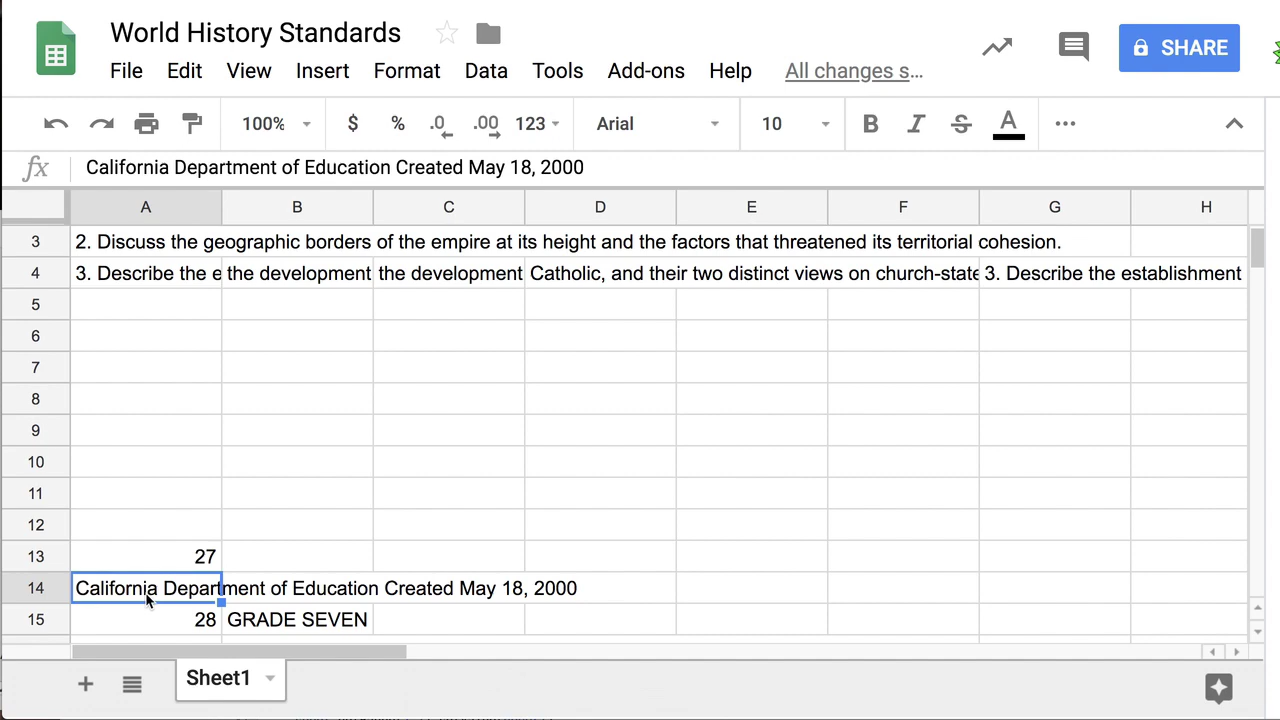 World History Standards
File Edit View Insert Format Data Tools Add-ons Help All changes s…
SHARE
100% $ % .0 .00 123 Arial 10 B I S A
fx California Department of Education Created May 18, 2000
A B C D E F G H
3 2. Discuss the geographic borders of the empire at its height and the factors that threatened its territorial cohesion.
4 3. Describe the e the development the development Catholic, and their two distinct views on church-state 3. Describe the establishment
5
6
7
8
9
10
11
12
13 27
14 California Department of Education Created May 18, 2000
15 28 GRADE SEVEN
Sheet1